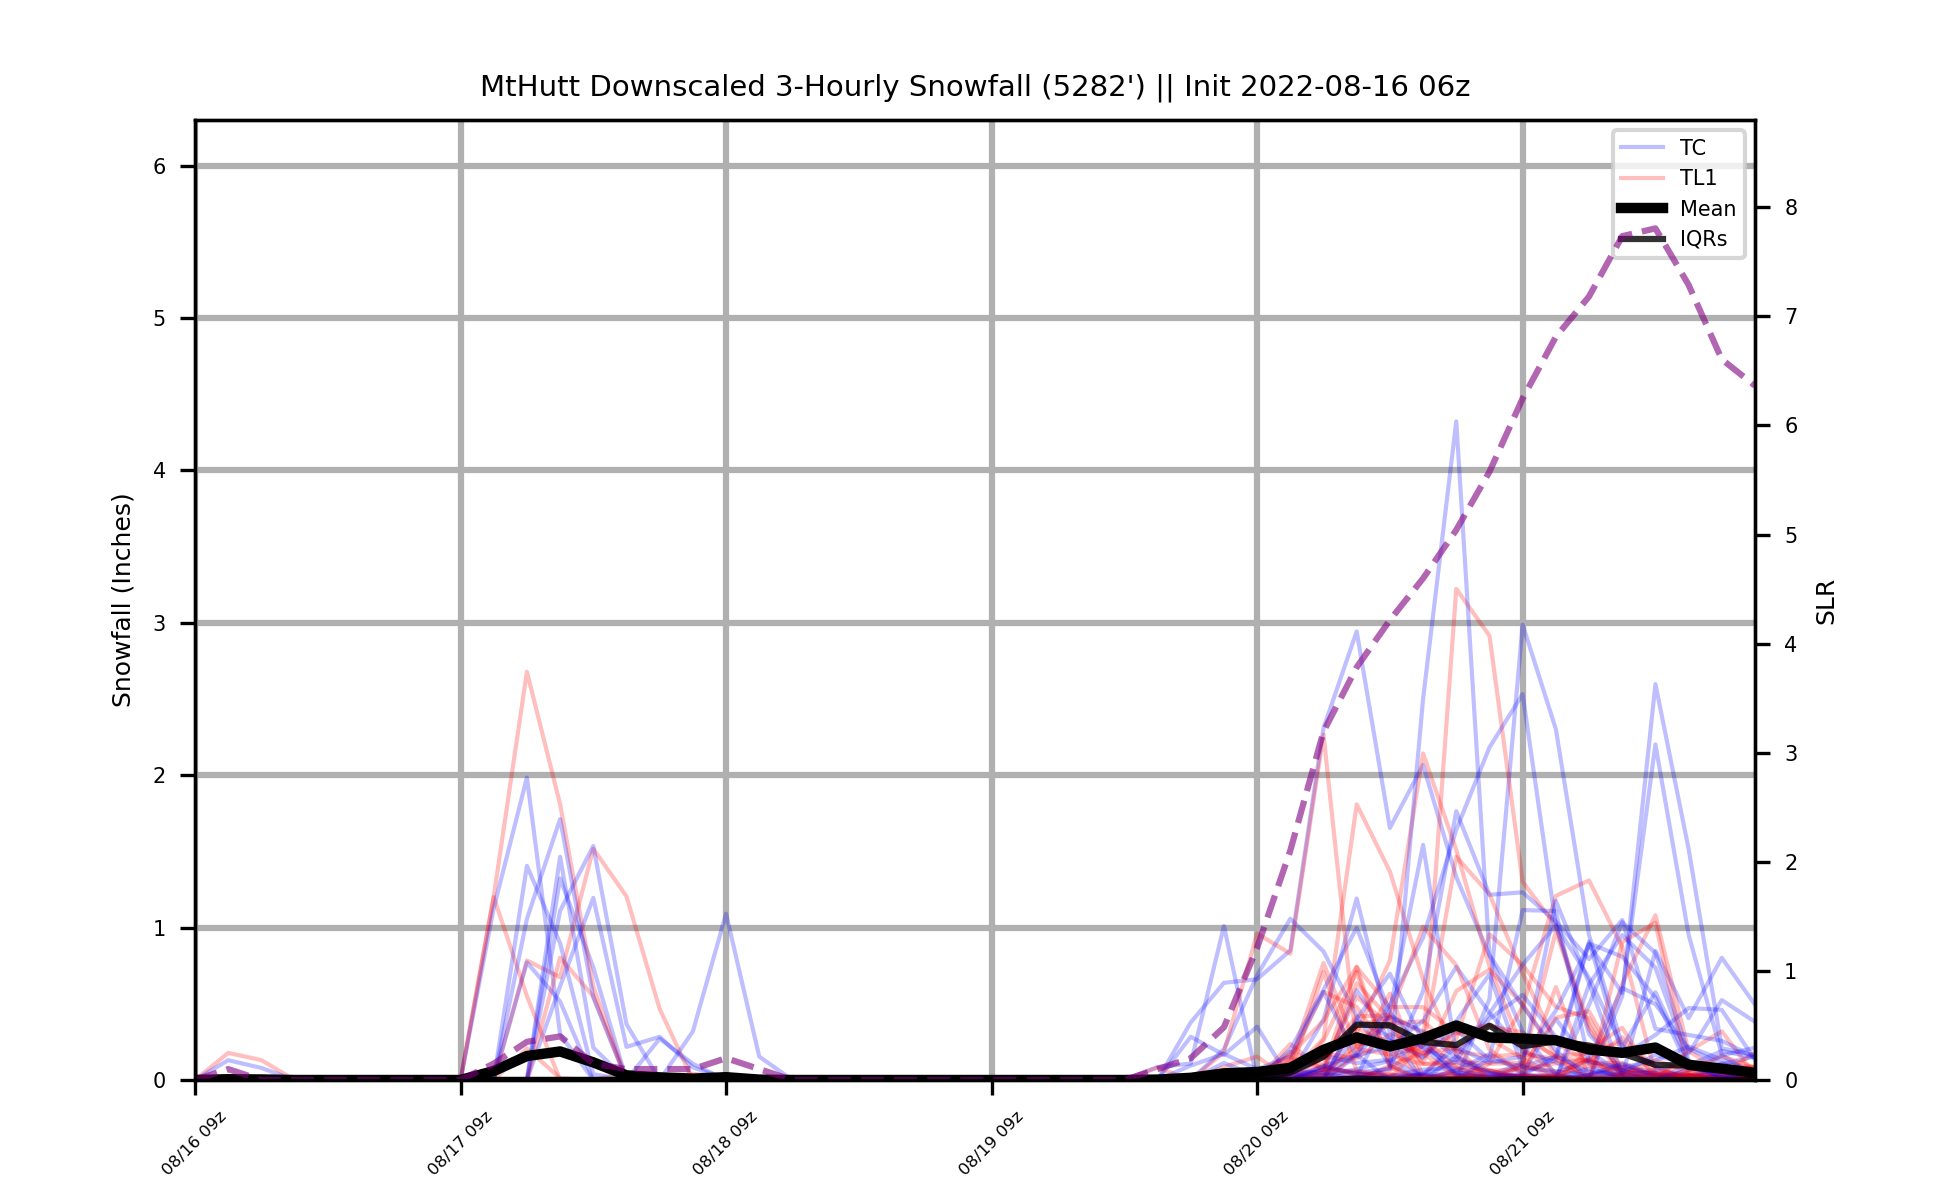 MtHutt Downscaled 3-Hourly Snowfall (5282') || Init 2022-08-16 06z
TC
TL1
Mean
IQRs
Snowfall (Inches)
6
5
4
3
2
1
0
SLR
8
7
6
5
4
3
2
1
0
08/16 09z
08/17 09z
08/18 09z
08/19 09z
08/20 09z
08/21 09z